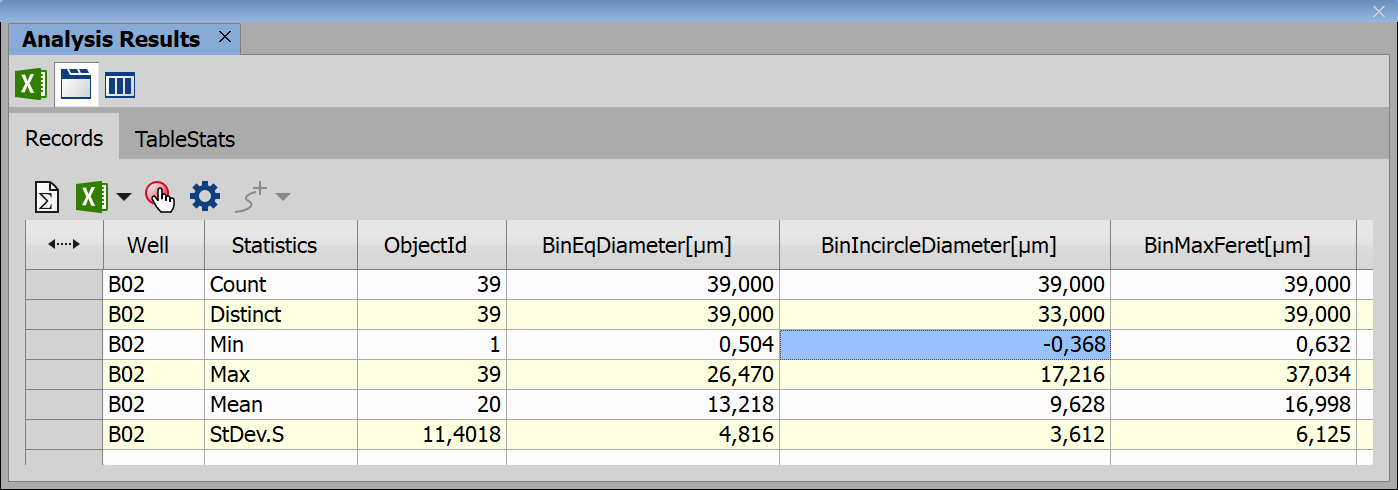 Analysis Results
Records TableStats
Well Statistics ObjectId BinEqDiameter[µm] BinIncircleDiameter[µm] BinMaxFeret[µm]
B02 Count 39 39,000 39,000 39,000
B02 Distinct 39 39,000 33,000 39,000
B02 Min 1 0,504 -0,368 0,632
B02 Max 39 26,470 17,216 37,034
B02 Mean 20 13,218 9,628 16,998
B02 StDev.S 11,4018 4,816 3,612 6,125